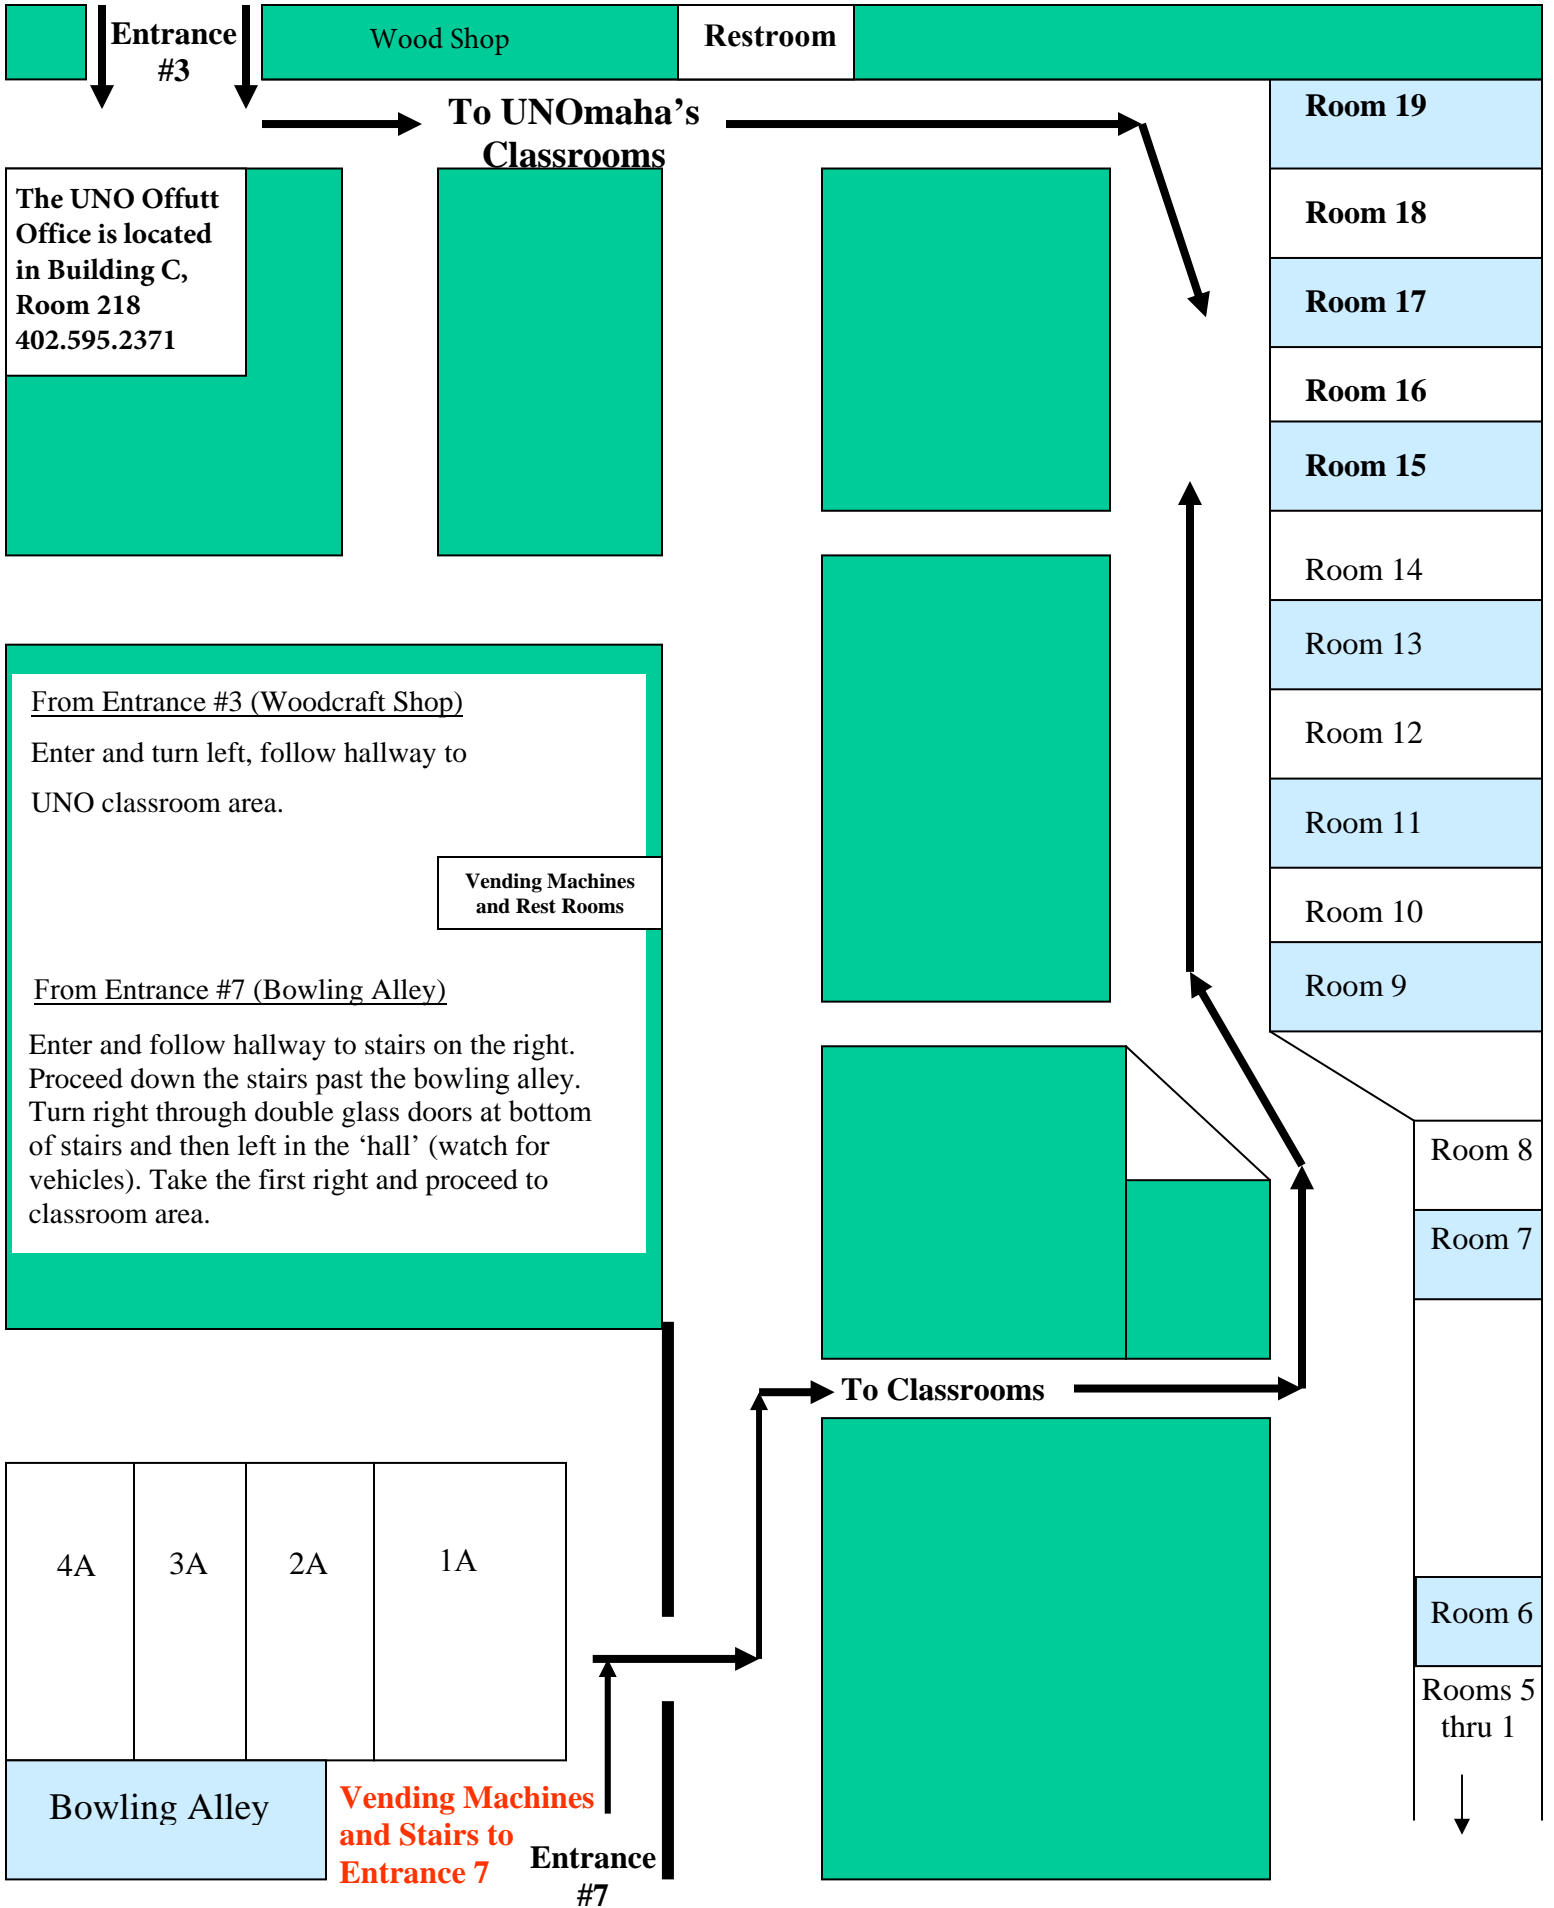 Entrance
#3
Wood Shop
Restroom
To UNOmaha's
Classrooms
Room 19
The UNO Offutt
Office is located
in Building C,
Room 218
402.595.2371
Room 18
Room 17
Room 16
Room 15
Room 14
Room 13
Room 12
Room 11
Room 10
Room 9
From Entrance #3 (Woodcraft Shop)
Enter and turn left, follow hallway to
UNO classroom area.
Vending Machines
and Rest Rooms
From Entrance #7 (Bowling Alley)
Enter and follow hallway to stairs on the right.
Proceed down the stairs past the bowling alley.
Turn right through double glass doors at bottom
of stairs and then left in the ‘hall’ (watch for
vehicles). Take the first right and proceed to
classroom area.
Room 8
Room 7
To Classrooms
4A
3A
2A
1A
Room 6
Rooms 5
thru 1
Bowling Alley
Vending Machines
and Stairs to
Entrance 7
Entrance
#7